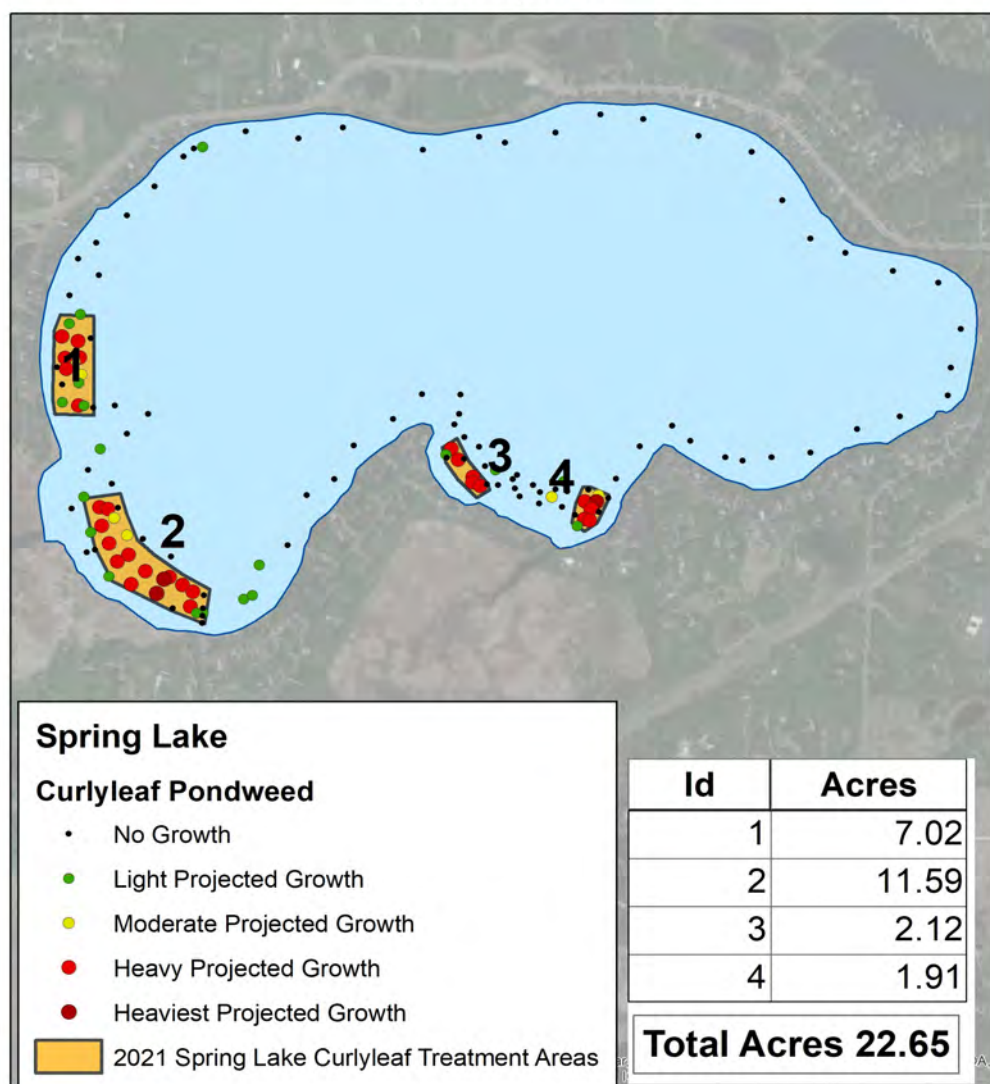 1
2
3
4
Spring Lake
Curlyleaf Pondweed
No Growth
Light Projected Growth
Moderate Projected Growth
Heavy Projected Growth
Heaviest Projected Growth
2021 Spring Lake Curlyleaf Treatment Areas
Id Acres
1 7.02
2 11.59
3 2.12
4 1.91
Total Acres 22.65